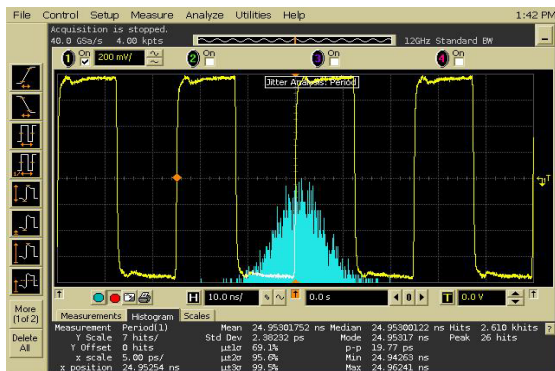 File Control Setup Measure Analyze Utilities Help 1:42 PM
Acquisition is stopped.
40.0 GSa/s 4.00 kpts 12GHz Standard BW
1 On 200 mV/ 2 On 3 On 4 On
Jitter Analysis: Period
T
More
(1of 2)
Delete
All
H 10.0 ns/ 0.0 s 0 T 0.0 V
Measurements Histogram Scales
Measurement Period(1) Mean 24.95301752 ns Median 24.95300122 ns Hits 2.610 khits ?
Y Scale 7 hits/ Std Dev 2.38232 ps Mode 24.95317 ns Peak 26 hits
Y Offset 0 hits μ±1σ 69.1% p-p 19.77 ps
x scale 5.00 ps/ μ±2σ 95.6% Min 24.94263 ns
x position 24.95254 ns μ±3σ 99.5% Max 24.96241 ns